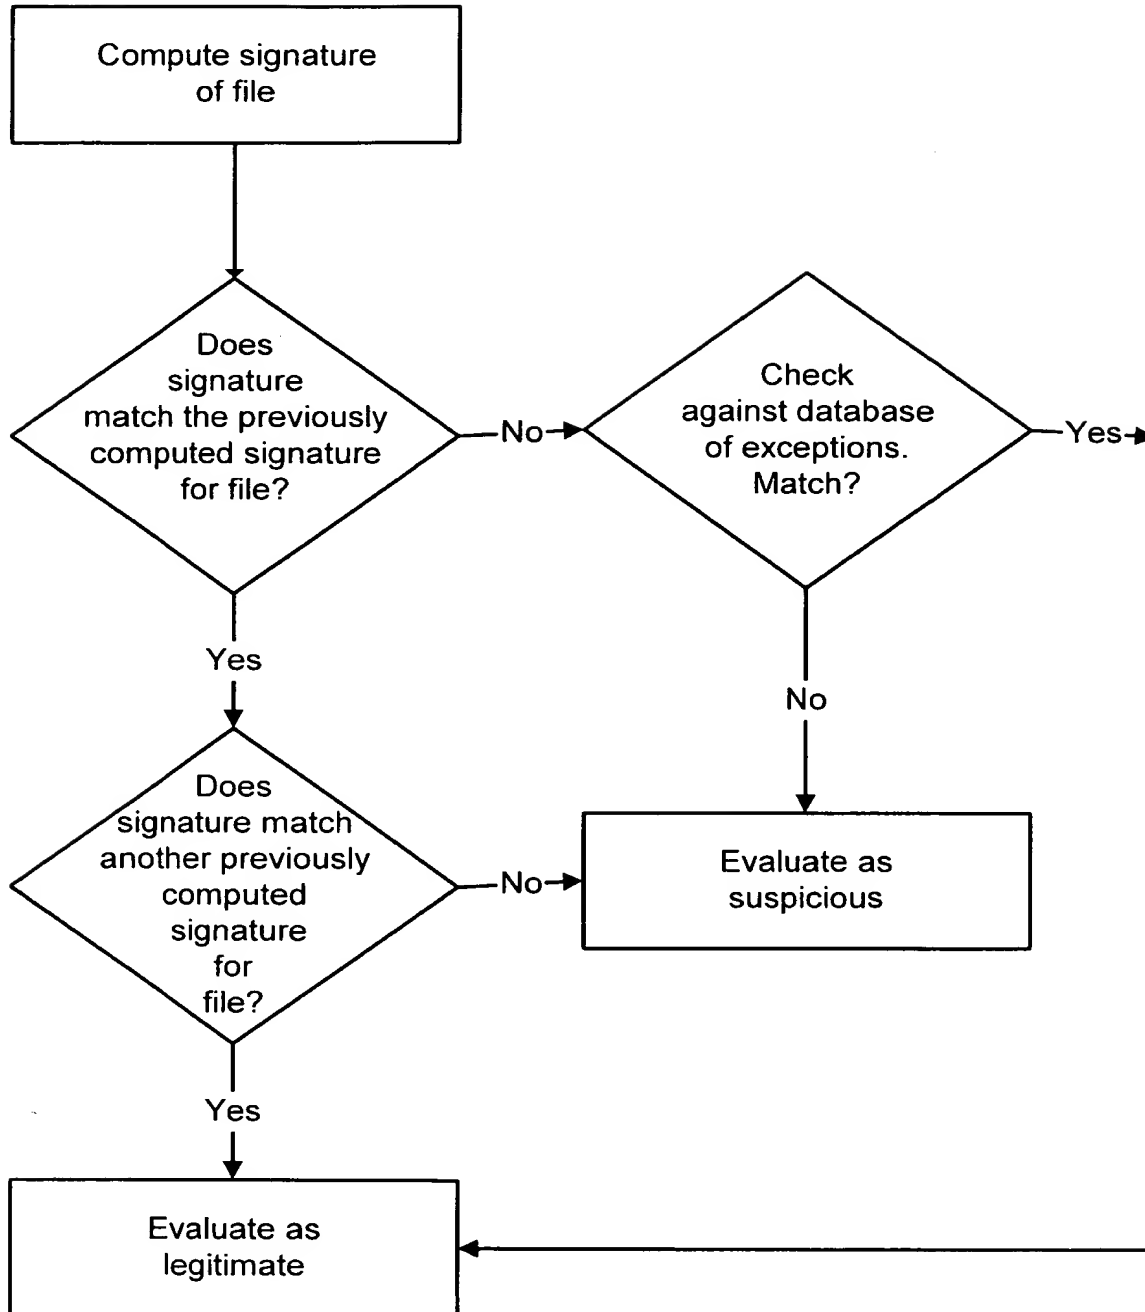 Compute signature
of file
Does
signature
match the previously
computed signature
for file?
No
Check
against database
of exceptions.
Match?
Yes
Yes
No
Does
signature match
another previously
computed
signature
for
file?
No
Evaluate as
suspicious
Yes
Evaluate as
legitimate